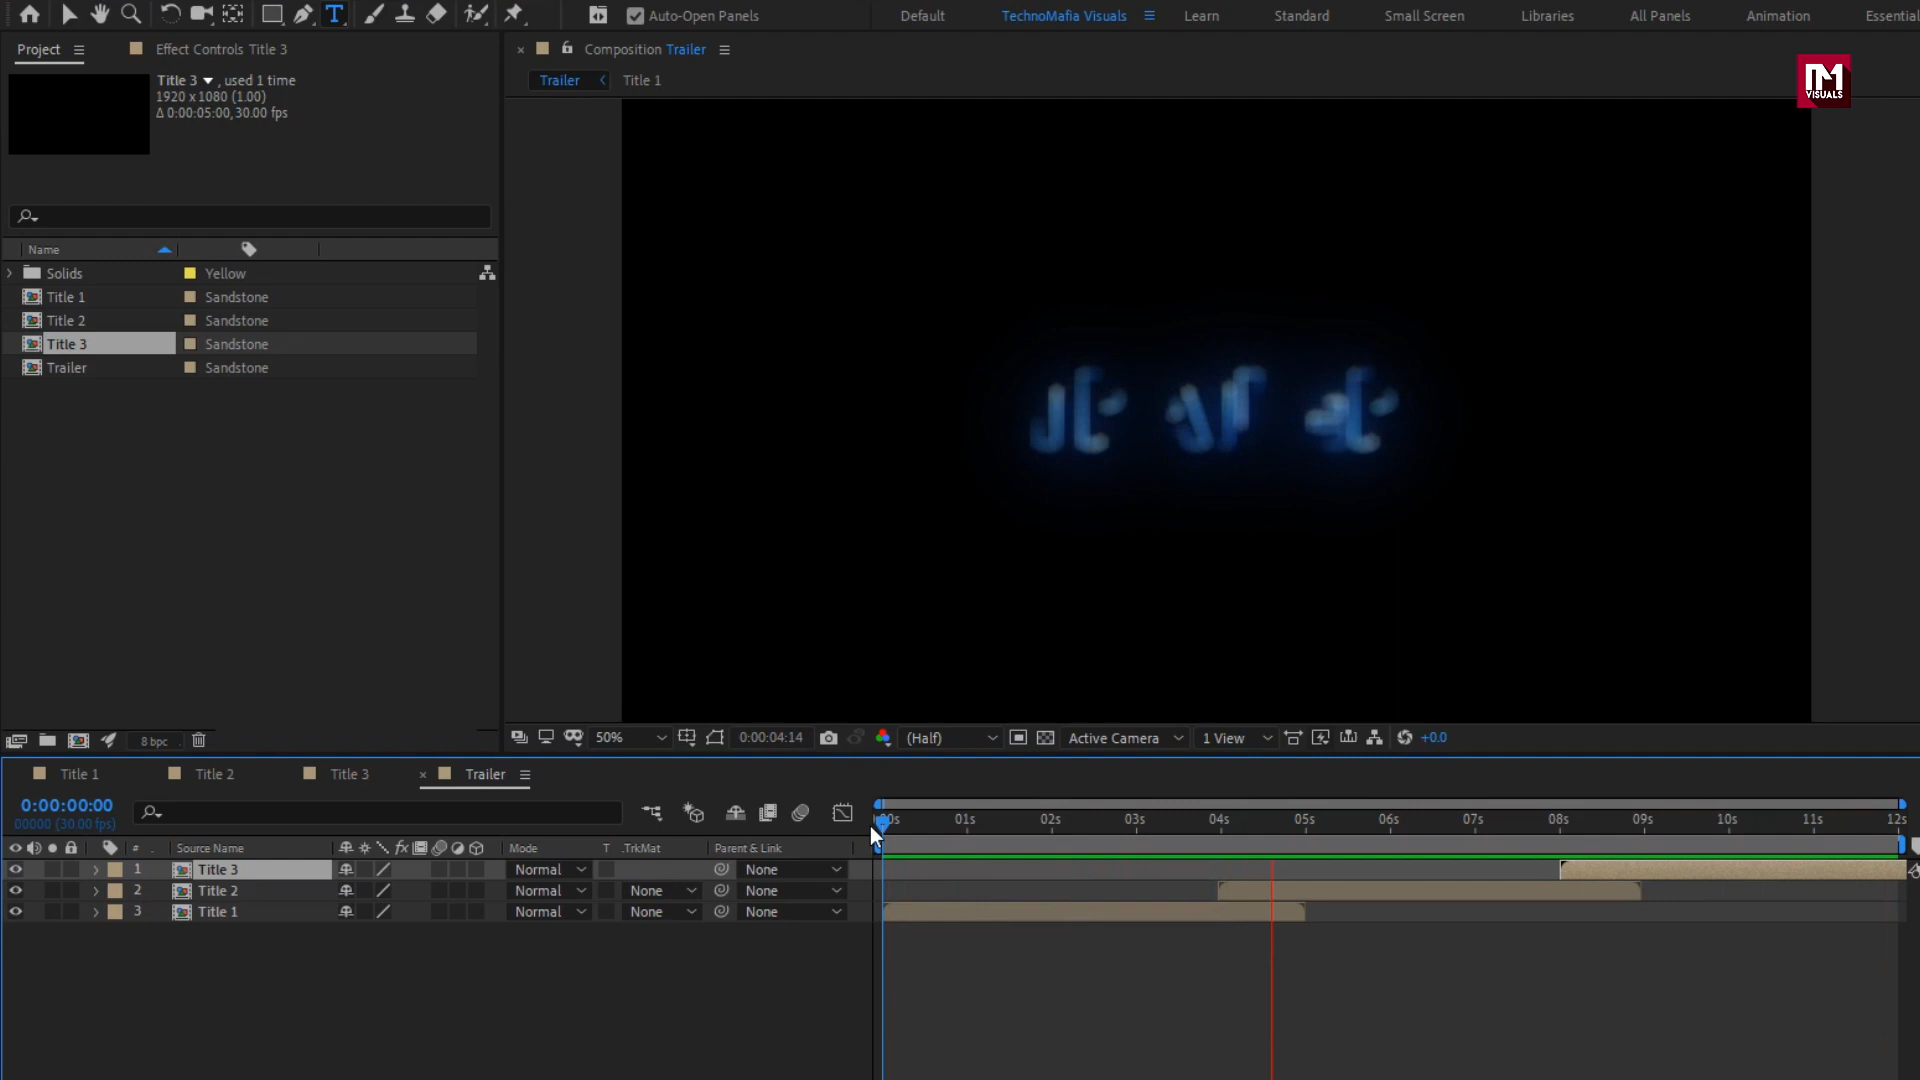 Auto-Open Panels
Default
TechnoMafia Visuals
Learn
Standard
Small Screen
Libraries
All Panels
Animation
Essential
Project
Effect Controls Title 3
Composition Trailer
Title 3 , used 1 time
Trailer
Title 1
1920 x 1080 (1.00)
Δ 0:00:05:00, 30.00 fps
VISUALS
Name
Solids
Yellow
Title 1
Sandstone
Title 2
Sandstone
Title 3
Sandstone
Trailer
Sandstone
8 bpc
50%
0:00:04:14
(Half)
Active Camera
1 View
+0.0
Title 1
Title 2
Title 3
Trailer
0:00:00:00
00000 (30.00 fps)
01s
02s
03s
04s
05s
06s
07s
08s
09s
10s
11s
12s
#
Source Name
fx
Mode
T
.TrkMat
Parent & Link
1
Title 3
Normal
None
2
Title 2
Normal
None
None
3
Title 1
Normal
None
None